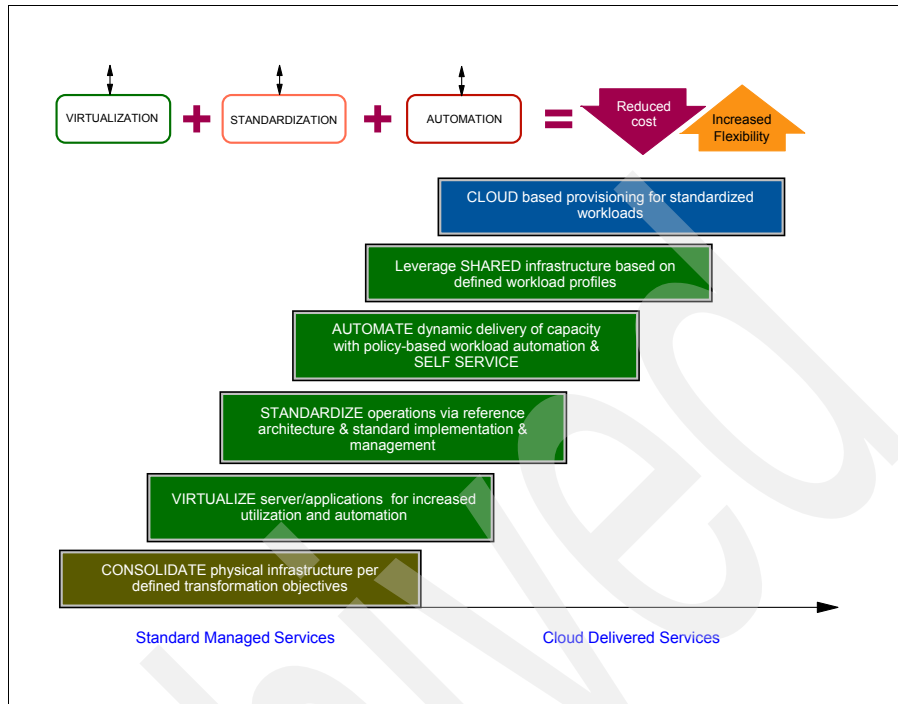 VIRTUALIZATION
STANDARDIZATION
AUTOMATION
Reduced
cost
Increased
Flexibility
CLOUD based provisioning for standardized
workloads
Leverage SHARED infrastructure based on
defined workload profiles
AUTOMATE dynamic delivery of capacity
with policy-based workload automation &
SELF SERVICE
STANDARDIZE operations via reference
architecture & standard implementation &
management
VIRTUALIZE server/applications for increased
utilization and automation
CONSOLIDATE physical infrastructure per
defined transformation objectives
Standard Managed Services
Cloud Delivered Services
hived